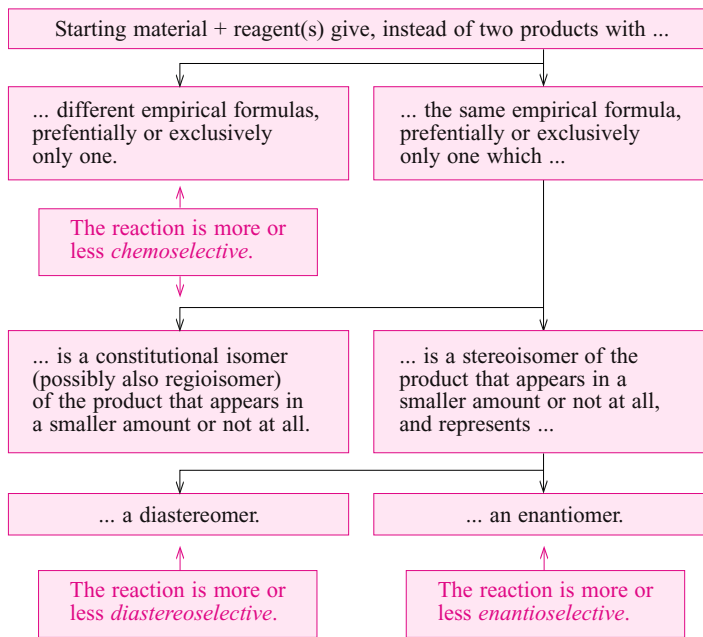 Starting material + reagent(s) give, instead of two products with ...
... different empirical formulas,
prefentially or exclusively
only one.
... the same empirical formula,
prefentially or exclusively
only one which ...
The reaction is more or
less chemoselective.
... is a constitutional isomer
(possibly also regioisomer)
of the product that appears in
a smaller amount or not at all.
... is a stereoisomer of the
product that appears in a
smaller amount or not at all,
and represents ...
... a diastereomer.
... an enantiomer.
The reaction is more or
less diastereoselective.
The reaction is more or
less enantioselective.